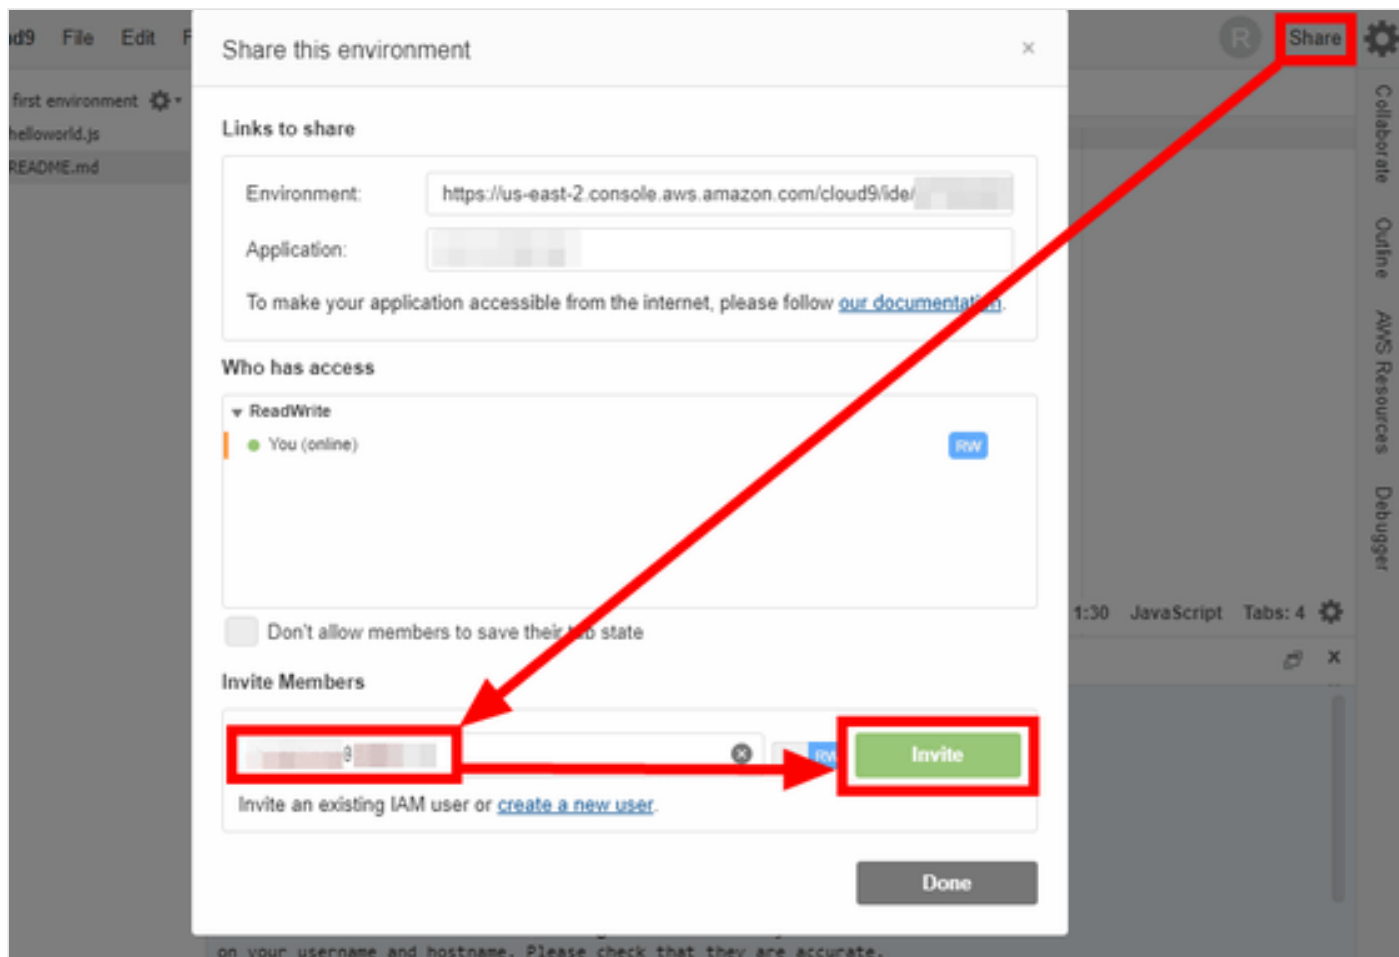 d9 File Edit F
Share this environment
×
R
Share
first environment
helloworld.js
README.md
Links to share
Environment: https://us-east-2.console.aws.amazon.com/cloud9/ide/
Application:
To make your application accessible from the internet, please follow our documentation.
Who has access
ReadWrite
You (online) RW
Don't allow members to save their tab state
Invite Members
@ RW Invite
Invite an existing IAM user or create a new user.
Done
Collaborate
Outline
AWS Resources
Debugger
1:30 JavaScript Tabs: 4
on your username and hostname. Please check that they are accurate.